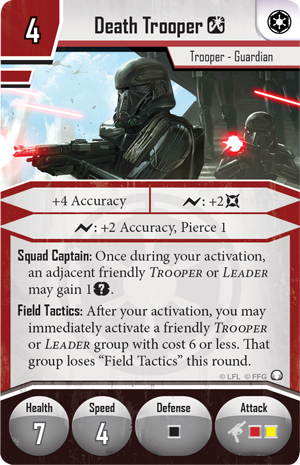 4
Death Trooper
Trooper - Guardian
+4 Accuracy
: +2
: +2 Accuracy, Pierce 1
Squad Captain: Once during your activation,
an adjacent friendly TROOPER or LEADER
may gain 1 .
Field Tactics: After your activation, you may
immediately activate a friendly TROOPER
or LEADER group with cost 6 or less. That
group loses “Field Tactics” this round.
© LFL © FFG
Health
Speed
Defense
Attack
7
4